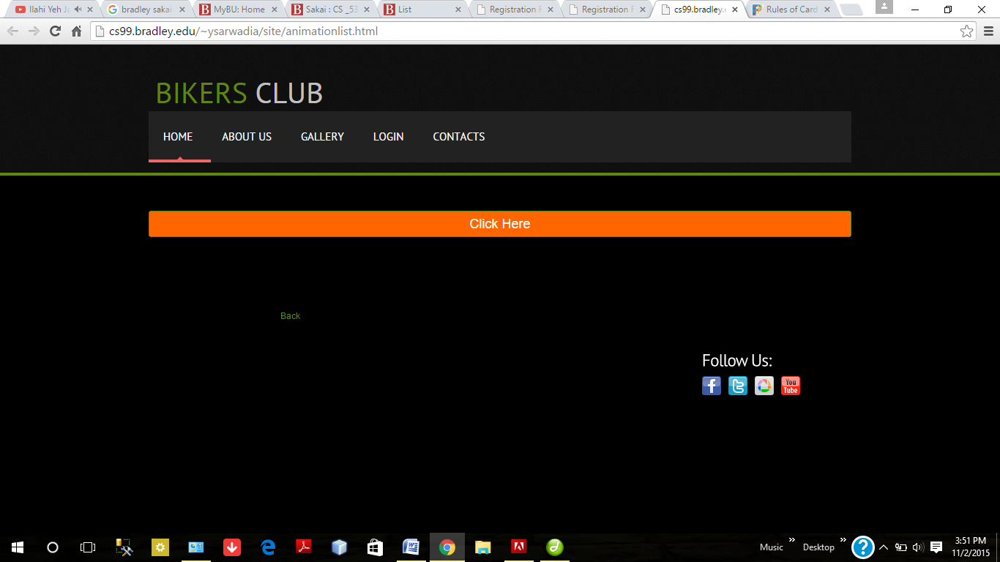 Ilahi Yeh Ja
bradley sakai
MyBU: Home
Sakai : CS _53
List
Registration F
Registration F
cs99.bradley.e
Rules of Card
cs99.bradley.edu/~ysarwadia/site/animationlist.html
BIKERS CLUB
HOME ABOUT US GALLERY LOGIN CONTACTS
Click Here
Back
Follow Us:
You Tube
Music » Desktop »
3:51 PM
11/2/2015